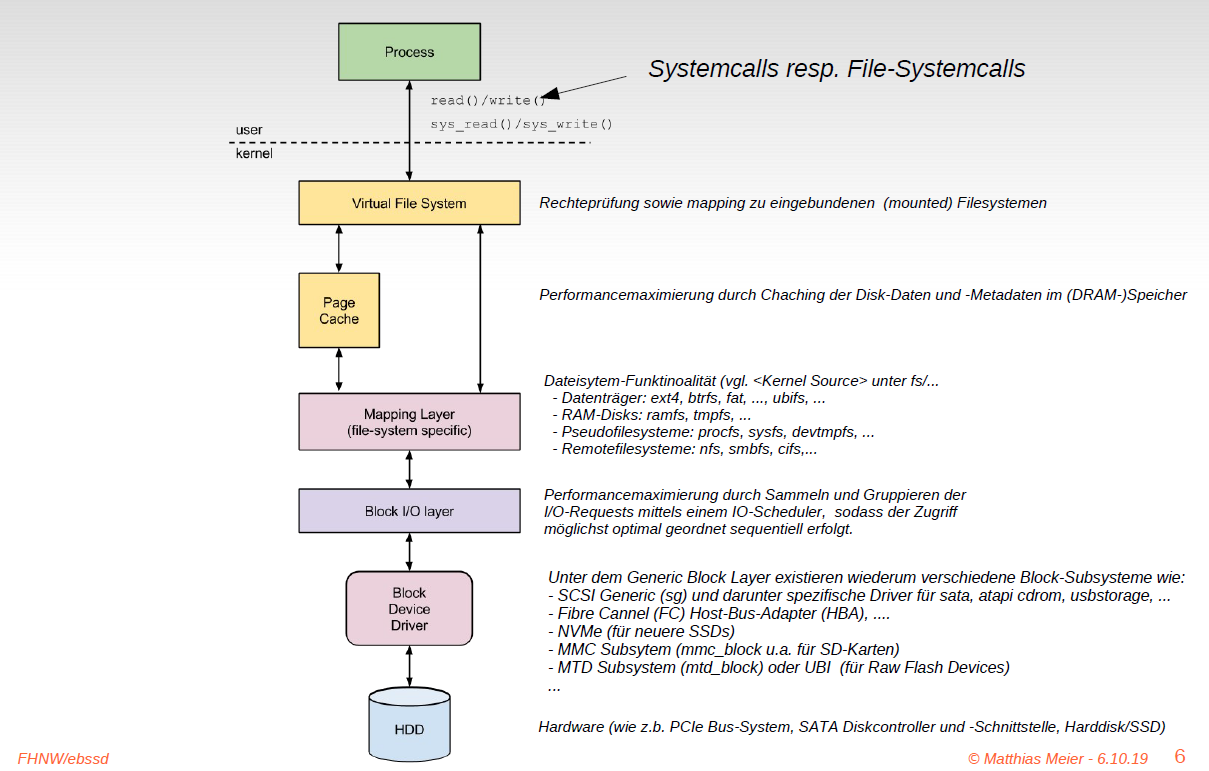 Process
Systemcalls resp. File-Systemcalls
read()/write()
sys_read()/sys_write()
user
kernel
Virtual File System
Rechteprüfung sowie mapping zu eingebundenen (mounted) Filesystemen
Page
Cache
Performancemaximierung durch Chaching der Disk-Daten und -Metadaten im (DRAM-)Speicher
Mapping Layer
(file-system specific)
Dateisytem-Funktinoalität (vgl. <Kernel Source> unter fs/...
- Datenträger: ext4, btrfs, fat, ..., ubifs, ...
- RAM-Disks: ramfs, tmpfs, ...
- Pseudofilesysteme: procfs, sysfs, devtmpfs, ...
- Remotefilesysteme: nfs, smbfs, cifs,...
Block I/O layer
Performancemaximierung durch Sammeln und Gruppieren der
I/O-Requests mittels einem IO-Scheduler, sodass der Zugriff
möglichst optimal geordnet sequentiell erfolgt.
Block
Device
Driver
Unter dem Generic Block Layer existieren wiederum verschiedene Block-Subsysteme wie:
- SCSI Generic (sg) und darunter spezifische Driver für sata, atapi cdrom, usbstorage, ...
- Fibre Cannel (FC) Host-Bus-Adapter (HBA), ....
- NVMe (für neuere SSDs)
- MMC Subsytem (mmc_block u.a. für SD-Karten)
- MTD Subsystem (mtd_block) oder UBI (für Raw Flash Devices)
...
HDD
Hardware (wie z.b. PCIe Bus-System, SATA Diskcontroller und -Schnittstelle, Harddisk/SSD)
FHNW/ebssd
© Matthias Meier - 6.10.19
6